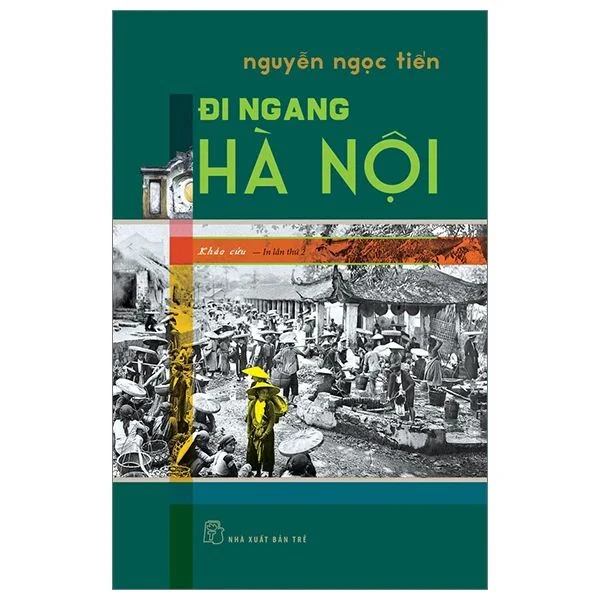 nguyễn ngọc tiến
ĐI NGANG
HÀ NỘI
Khảo cứu — In lần thứ 2
NHÀ XUẤT BẢN TRẺ